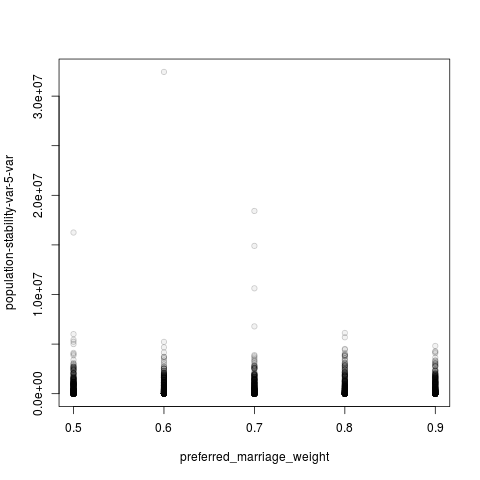 3.0e+07
2.0e+07
1.0e+07
0.0e+00
population-stability-var-5-var
0.5 0.6 0.7 0.8 0.9
preferred_marriage_weight